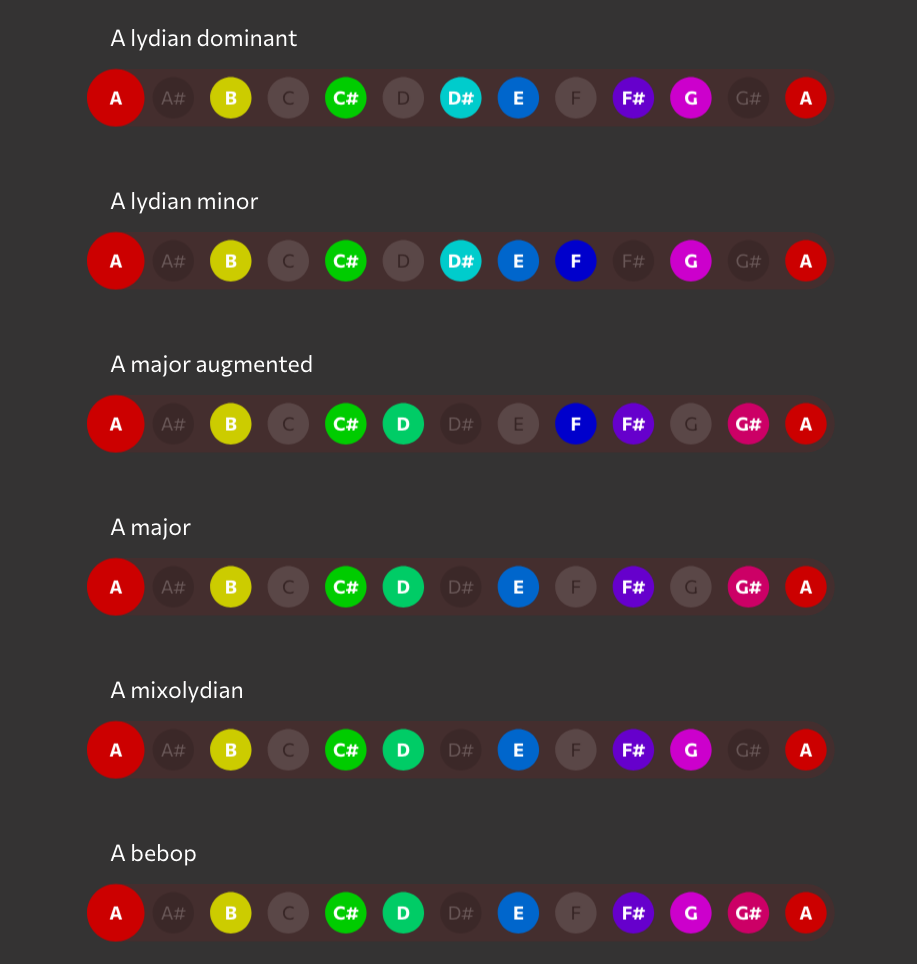 A lydian dominant
A A# B C C# D D# E F F# G G# A
A lydian minor
A A# B C C# D D# E F F# G G# A
A major augmented
A A# B C C# D D# E F F# G G# A
A major
A A# B C C# D D# E F F# G G# A
A mixolydian
A A# B C C# D D# E F F# G G# A
A bebop
A A# B C C# D D# E F F# G G# A